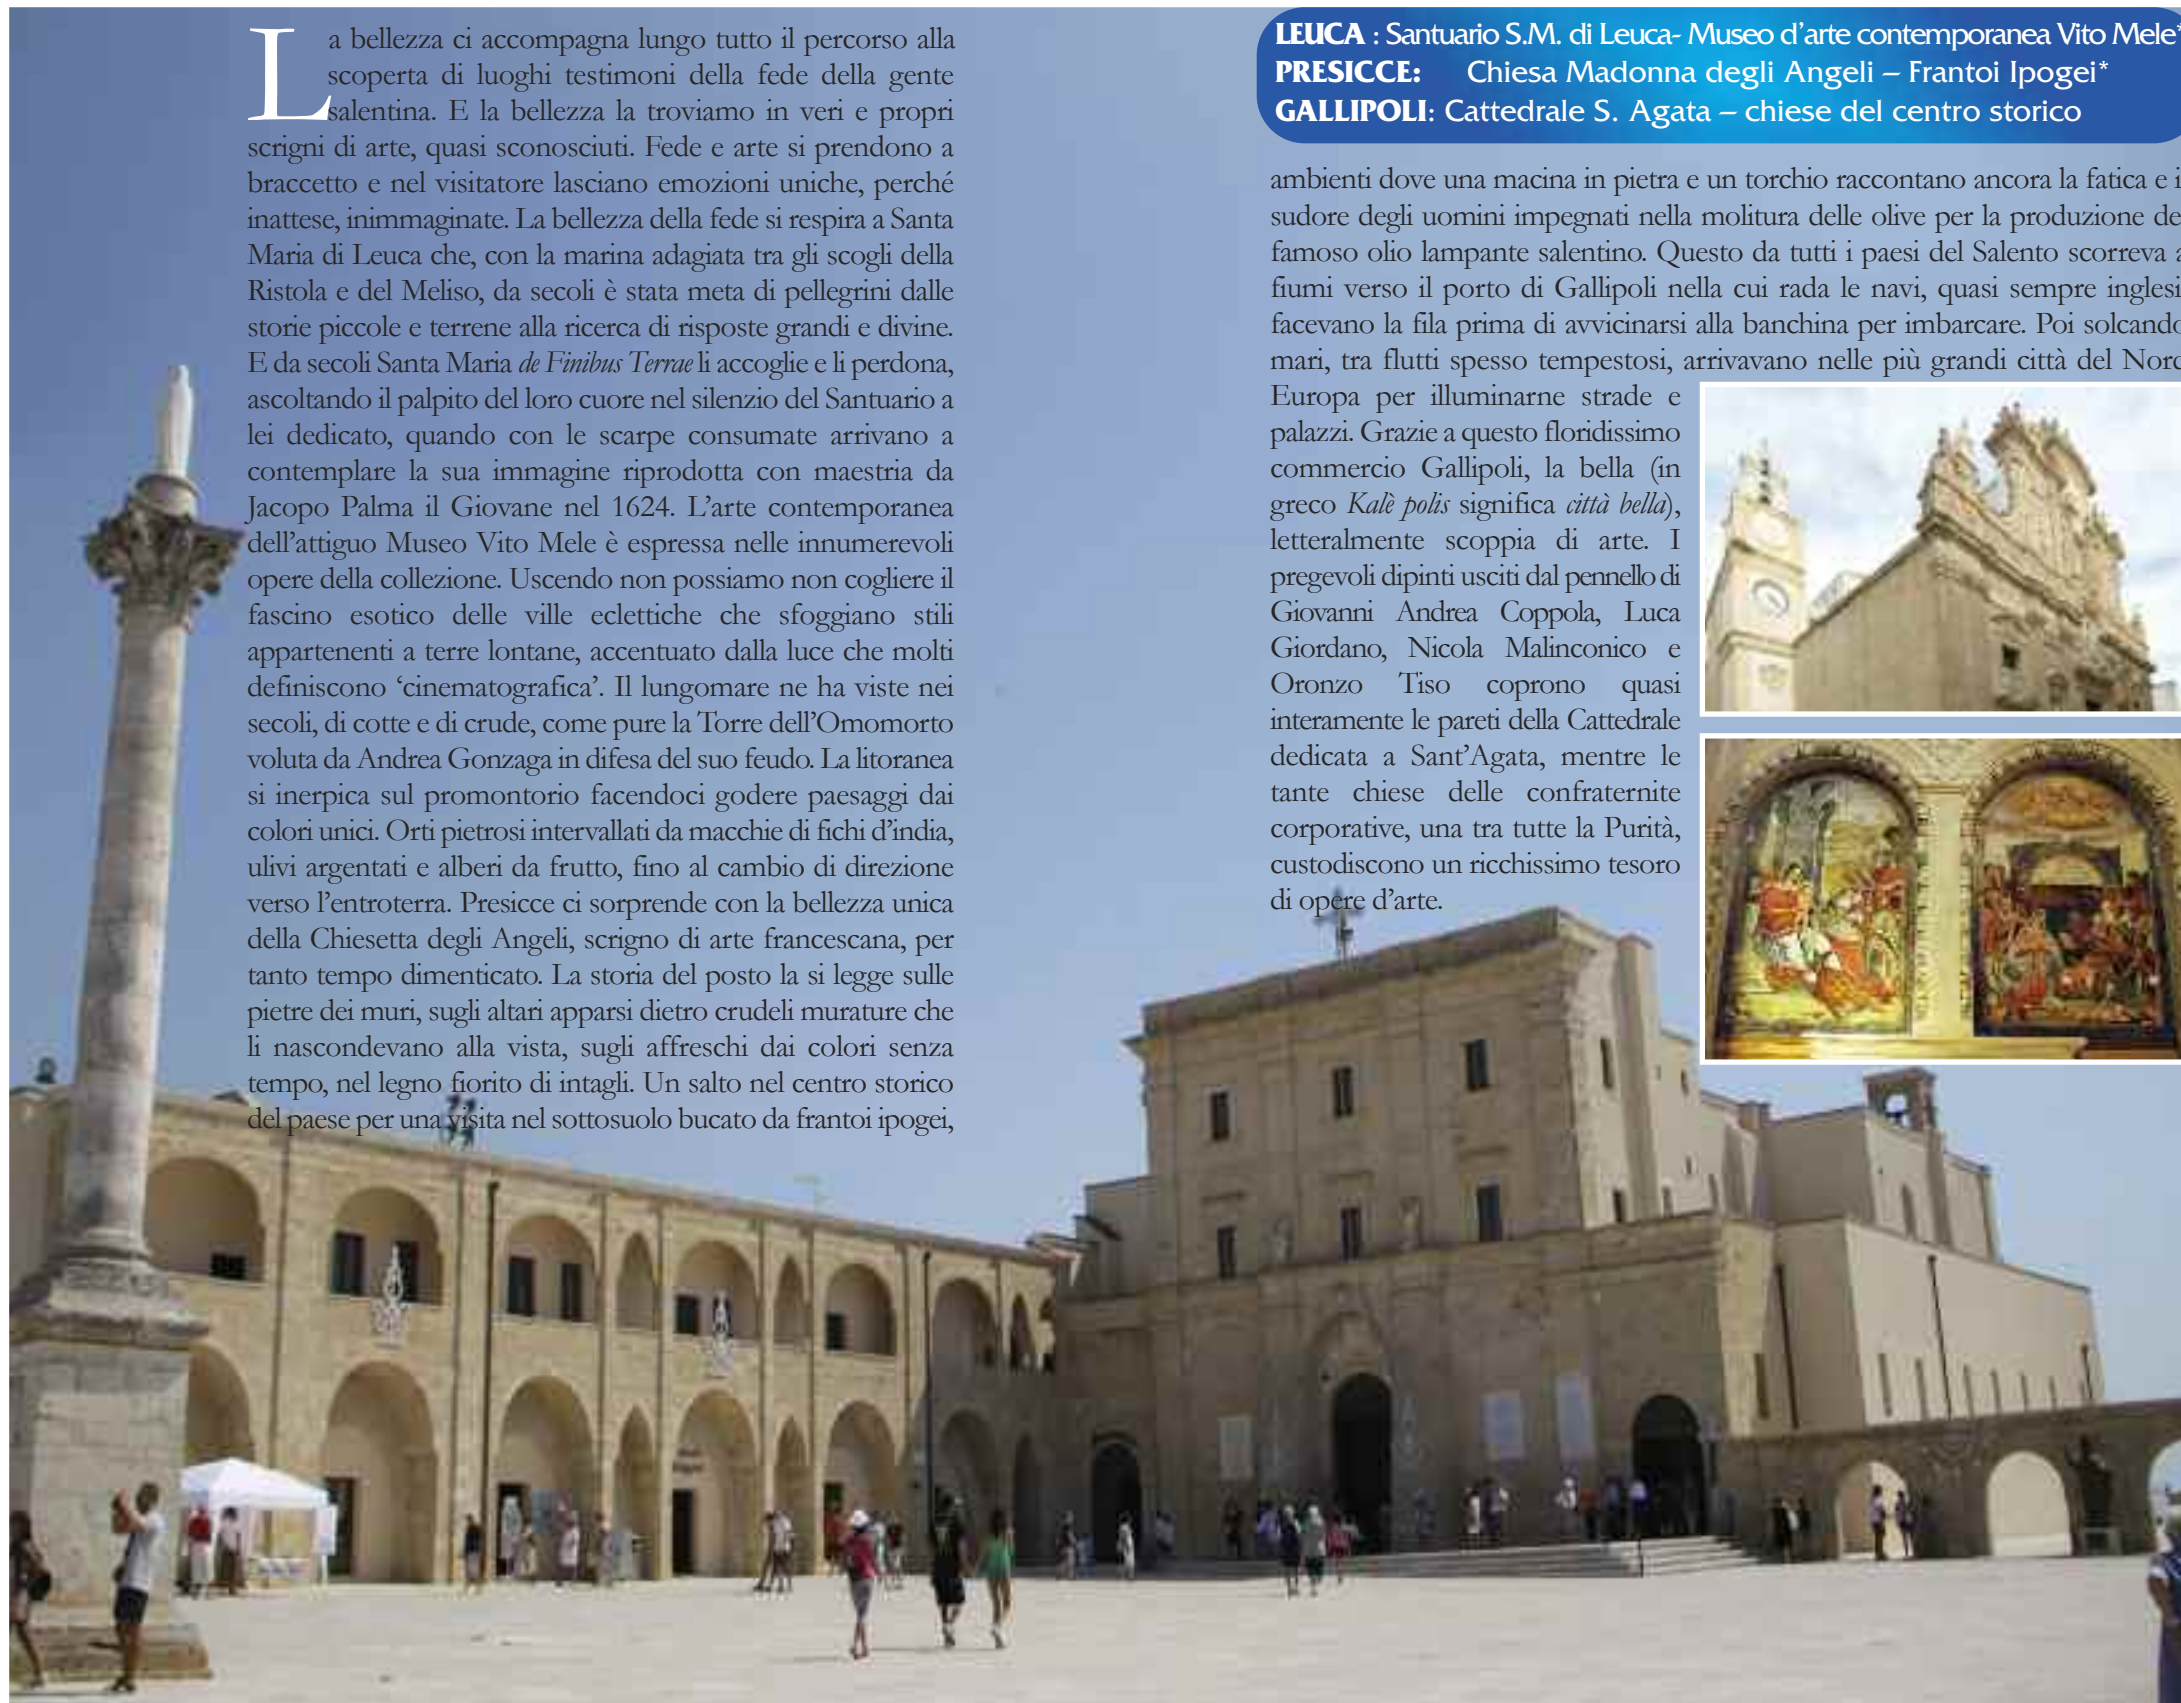 La bellezza ci accompagna lungo tutto il percorso alla
scoperta di luoghi testimoni della fede della gente
salentina. E la bellezza la troviamo in veri e propri
scrigni di arte, quasi sconosciuti. Fede e arte si prendono a
braccetto e nel visitatore lasciano emozioni uniche, perché
inattese, inimmaginate. La bellezza della fede si respira a Santa
Maria di Leuca che, con la marina adagiata tra gli scogli della
Ristola e del Meliso, da secoli è stata meta di pellegrini dalle
storie piccole e terrene alla ricerca di risposte grandi e divine.
E da secoli Santa Maria de Finibus Terrae li accoglie e li perdona,
ascoltando il palpito del loro cuore nel silenzio del Santuario a
lei dedicato, quando con le scarpe consumate arrivano a
contemplare la sua immagine riprodotta con maestria da
Jacopo Palma il Giovane nel 1624. L'arte contemporanea
dell'attiguo Museo Vito Mele è espressa nelle innumerevoli
opere della collezione. Uscendo non possiamo non cogliere il
fascino esotico delle ville eclettiche che sfoggiano stili
appartenenti a terre lontane, accentuato dalla luce che molti
definiscono ‘cinematografica’. Il lungomare ne ha viste nei
secoli, di cotte e di crude, come pure la Torre dell'Omomorto
voluta da Andrea Gonzaga in difesa del suo feudo. La litoranea
si inerpica sul promontorio facendoci godere paesaggi dai
colori unici. Orti pietrosi intervallati da macchie di fichi d'india,
ulivi argentati e alberi da frutto, fino al cambio di direzione
verso l'entroterra. Presicce ci sorprende con la bellezza unica
della Chiesetta degli Angeli, scrigno di arte francescana, per
tanto tempo dimenticato. La storia del posto la si legge sulle
pietre dei muri, sugli altari apparsi dietro crudeli murature che
li nascondevano alla vista, sugli affreschi dai colori senza
tempo, nel legno fiorito di intagli. Un salto nel centro storico
del paese per una visita nel sottosuolo bucato da frantoi ipogei,
LEUCA : Santuario S.M. di Leuca- Museo d'arte contemporanea Vito Mele*
PRESICCE: Chiesa Madonna degli Angeli – Frantoi Ipogei*
GALLIPOLI: Cattedrale S. Agata – chiese del centro storico
ambienti dove una macina in pietra e un torchio raccontano ancora la fatica e i
sudore degli uomini impegnati nella molitura delle olive per la produzione de
famoso olio lampante salentino. Questo da tutti i paesi del Salento scorreva a
fiumi verso il porto di Gallipoli nella cui rada le navi, quasi sempre inglesi
facevano la fila prima di avvicinarsi alla banchina per imbarcare. Poi solcando
mari, tra flutti spesso tempestosi, arrivavano nelle più grandi città del Nord
Europa per illuminarne strade e
palazzi. Grazie a questo floridissimo
commercio Gallipoli, la bella (in
greco Kalè polis significa città bella),
letteralmente scoppia di arte. I
pregevoli dipinti usciti dal pennello di
Giovanni Andrea Coppola, Luca
Giordano, Nicola Malinconico e
Oronzo Tiso coprono quasi
interamente le pareti della Cattedrale
dedicata a Sant'Agata, mentre le
tante chiese delle confraternite
corporative, una tra tutte la Purità,
custodiscono un ricchissimo tesoro
di opere d'arte.